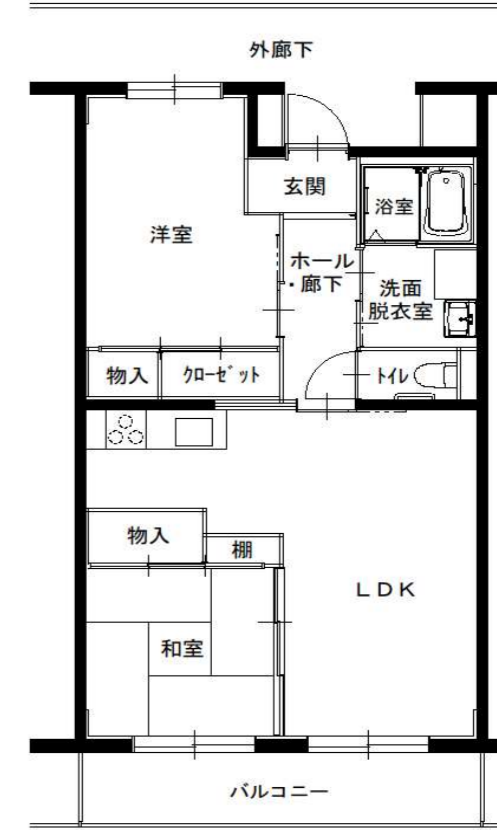 外廊下
玄関
浴室
洋室
ホール
・廊下
洗面
脱衣室
物入
ｸﾛｰｾﾞｯﾄ
ﾄｲﾚ
物入
棚
LDK
和室
バルコニー